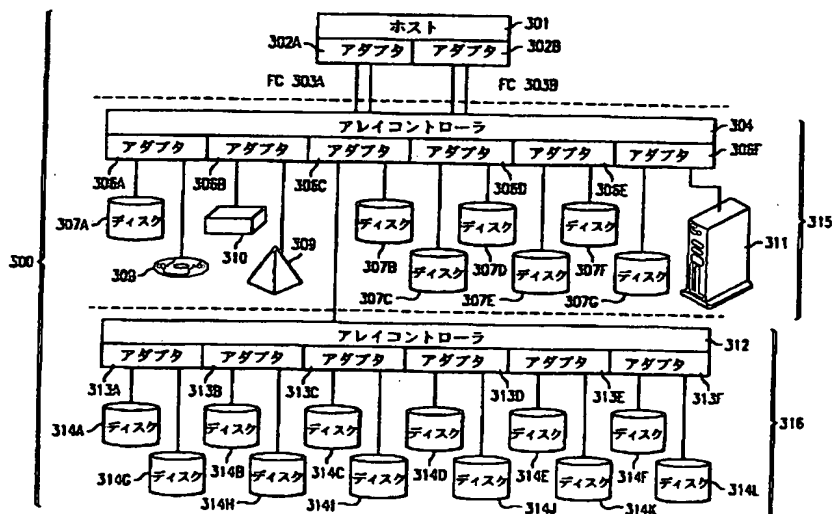 ホスト 301
302A アダプタ アダプタ 302B
FC 303A FC 303B
アレイコントローラ 304
アダプタ アダプタ アダプタ アダプタ アダプタ アダプタ 306F
306A 306B 306C 306D 306E
307A ディスク
310
309
ディスク 307B
ディスク 307D
ディスク 307F
311
315
300
308
ディスク 307C
ディスク 307E
ディスク 307G
アレイコントローラ 312
アダプタ アダプタ アダプタ アダプタ アダプタ アダプタ
313A 313B 313C 313D 313E 313F
314A ディスク ディスク ディスク ディスク ディスク ディスク
314B 314C 314D 314E 314F
316
314G ディスク ディスク ディスク ディスク ディスク ディスク 314L
314H 314I 314J 314K